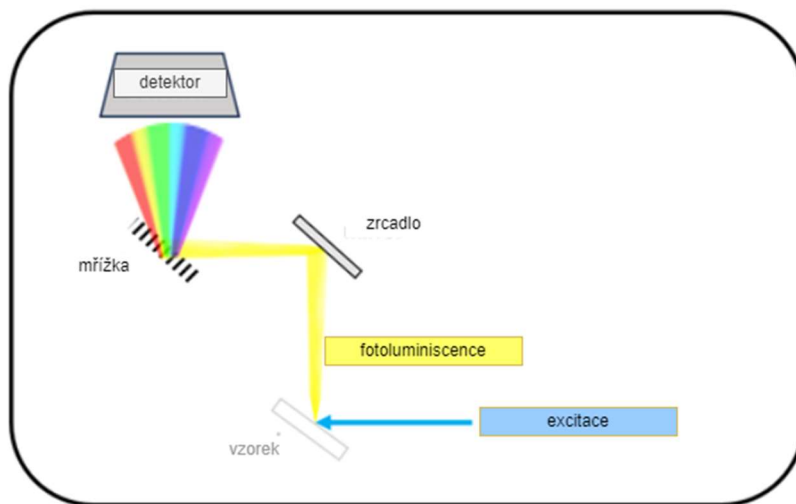 detektor
zrcadlo
mřížka
fotoluminiscence
excitace
vzorek